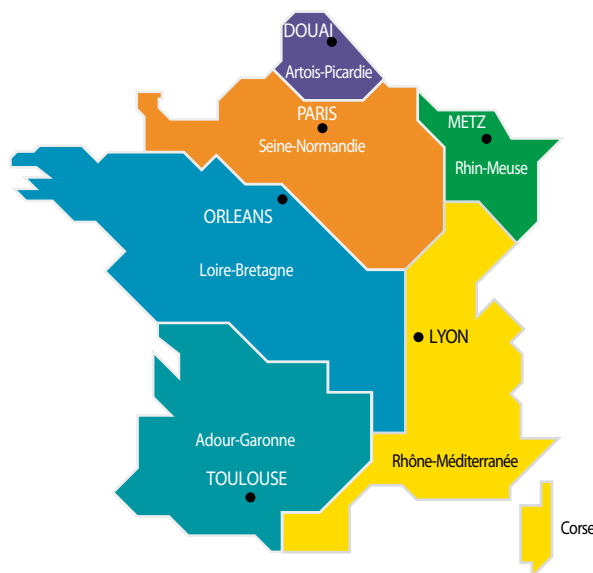 DOUAI
Artois-Picardie
PARIS
Seine-Normandie
METZ
Rhin-Meuse
ORLEANS
Loire-Bretagne
LYON
Adour-Garonne
Rhône-Méditerranée
TOULOUSE
Corse